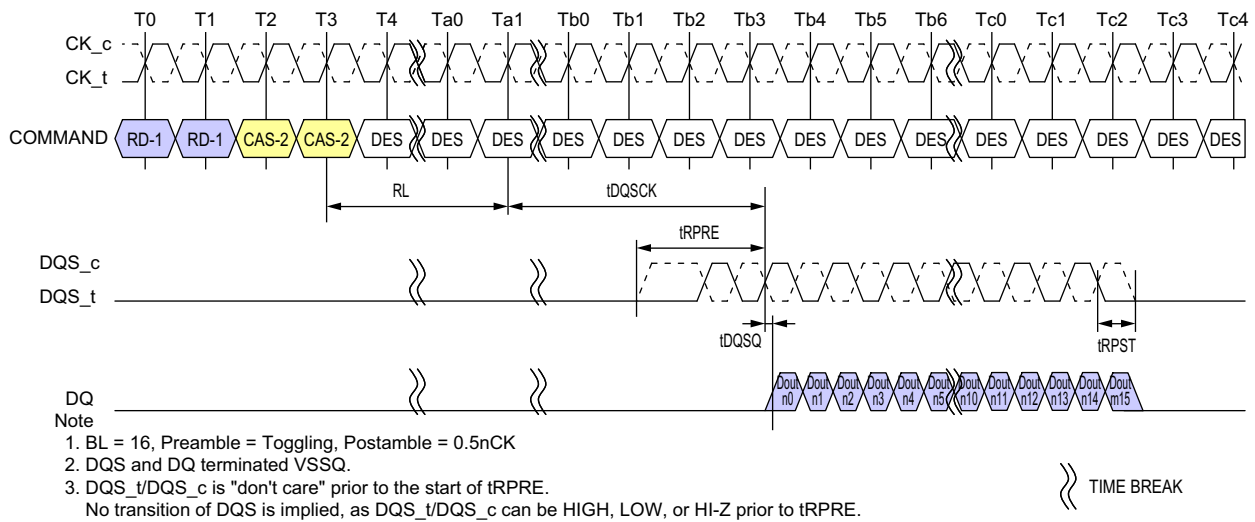 T0 T1 T2 T3 T4 Ta0 Ta1 Tb0 Tb1 Tb2 Tb3 Tb4 Tb5 Tb6 Tc0 Tc1 Tc2 Tc3 Tc4
CK_c
CK_t
COMMAND RD-1 RD-1 CAS-2 CAS-2 DES DES DES DES DES DES DES DES DES DES DES DES DES DES DES
RL tDQSCK
tRPRE
DQS_c
DQS_t
tDQSQ tRPST
DQ Dout n0 Dout n1 Dout n2 Dout n3 Dout n4 Dout n5 Dout n10 Dout n11 Dout n12 Dout n13 Dout n14 Dout m15
Note
1. BL = 16, Preamble = Toggling, Postamble = 0.5nCK
2. DQS and DQ terminated VSSQ.
3. DQS_t/DQS_c is "don't care" prior to the start of tRPRE.
No transition of DQS is implied, as DQS_t/DQS_c can be HIGH, LOW, or HI-Z prior to tRPRE.
TIME BREAK